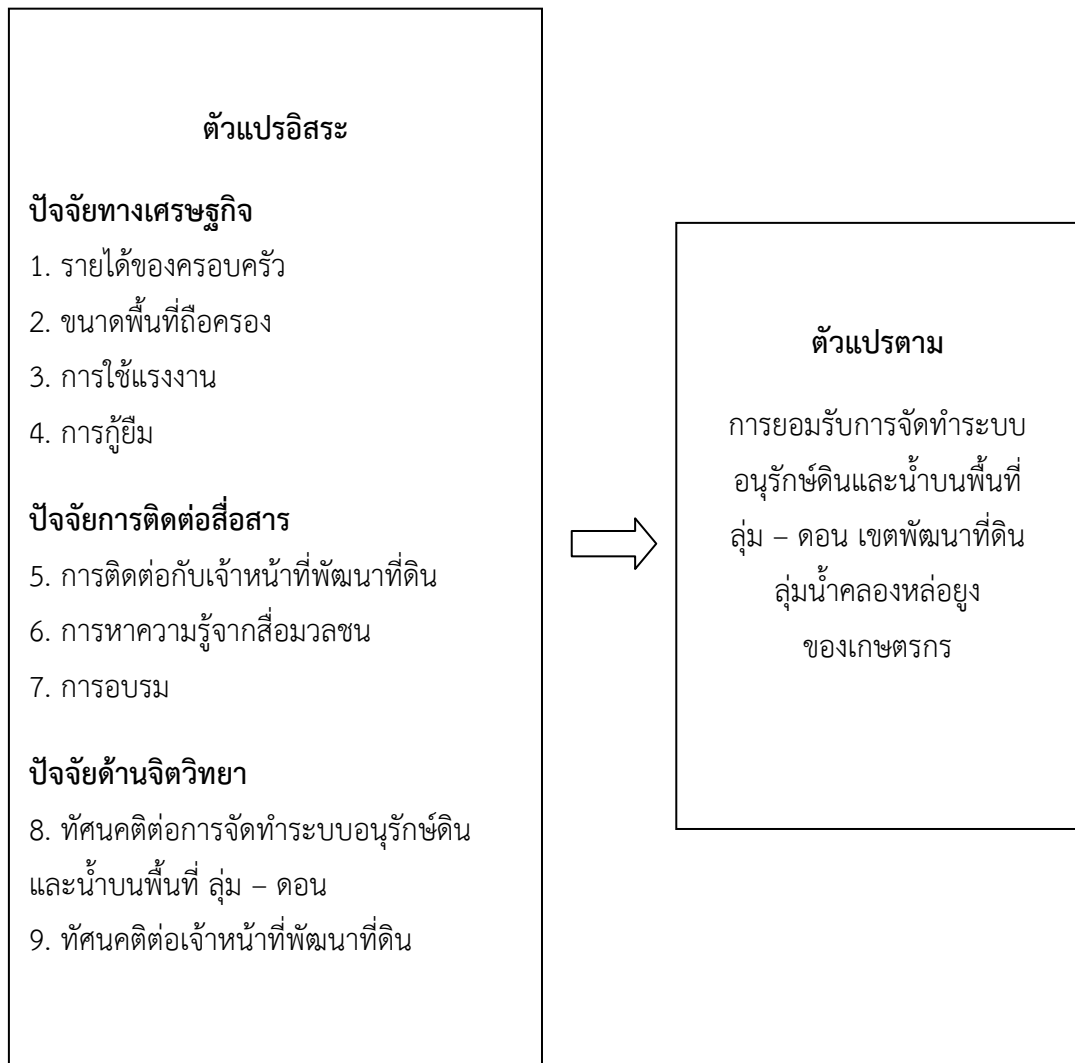 ตัวแปรอิสระ
ปัจจัยทางเศรษฐกิจ
1. รายได้ของครอบครัว
2. ขนาดพื้นที่ถือครอง
3. การใช้แรงงาน
4. การกู้ยืม
ปัจจัยการติดต่อสื่อสาร
5. การติดต่อกับเจ้าหน้าที่พัฒนาที่ดิน
6. การหาความรู้จากสื่อมวลชน
7. การอบรม
ปัจจัยด้านจิตวิทยา
8. ทัศนคติต่อการจัดทำระบบอนุรักษ์ดิน
และน้ำบนพื้นที่ ลุ่ม – ดอน
9. ทัศนคติต่อเจ้าหน้าที่พัฒนาที่ดิน
ตัวแปรตาม
การยอมรับการจัดทำระบบ
อนุรักษ์ดินและน้ำบนพื้นที่
ลุ่ม – ดอน เขตพัฒนาที่ดิน
ลุ่มน้ำคลองหล่อยูง
ของเกษตรกร